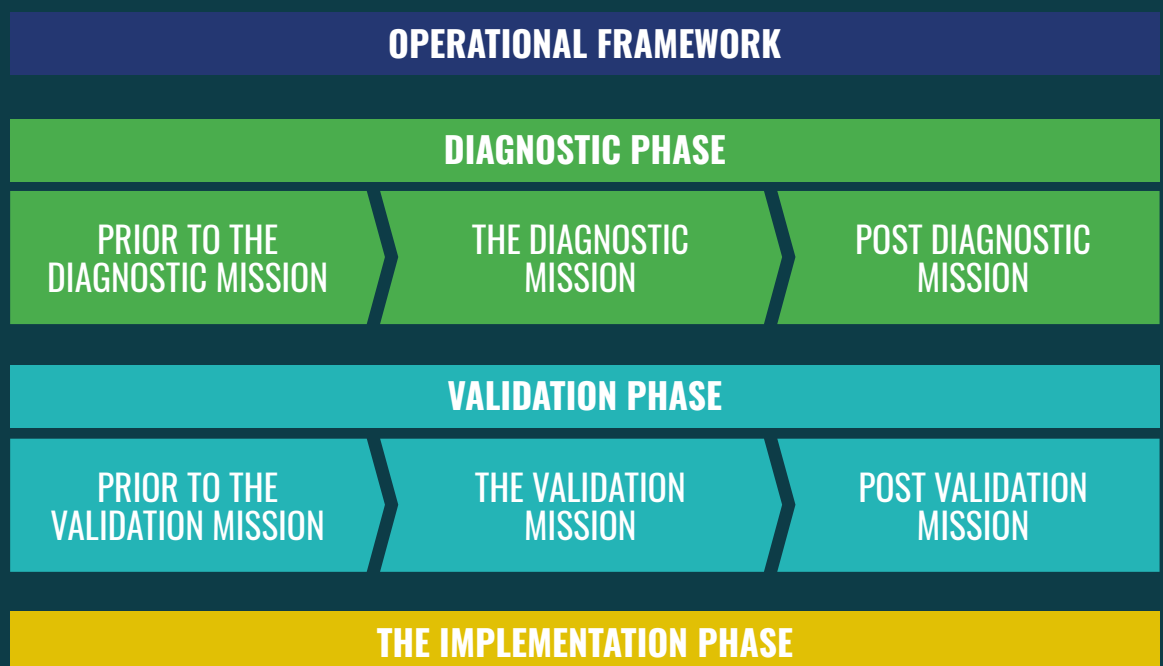 OPERATIONAL FRAMEWORK
DIAGNOSTIC PHASE
PRIOR TO THE
DIAGNOSTIC MISSION
THE DIAGNOSTIC
MISSION
POST DIAGNOSTIC
MISSION
VALIDATION PHASE
PRIOR TO THE
VALIDATION MISSION
THE VALIDATION
MISSION
POST VALIDATION
MISSION
THE IMPLEMENTATION PHASE